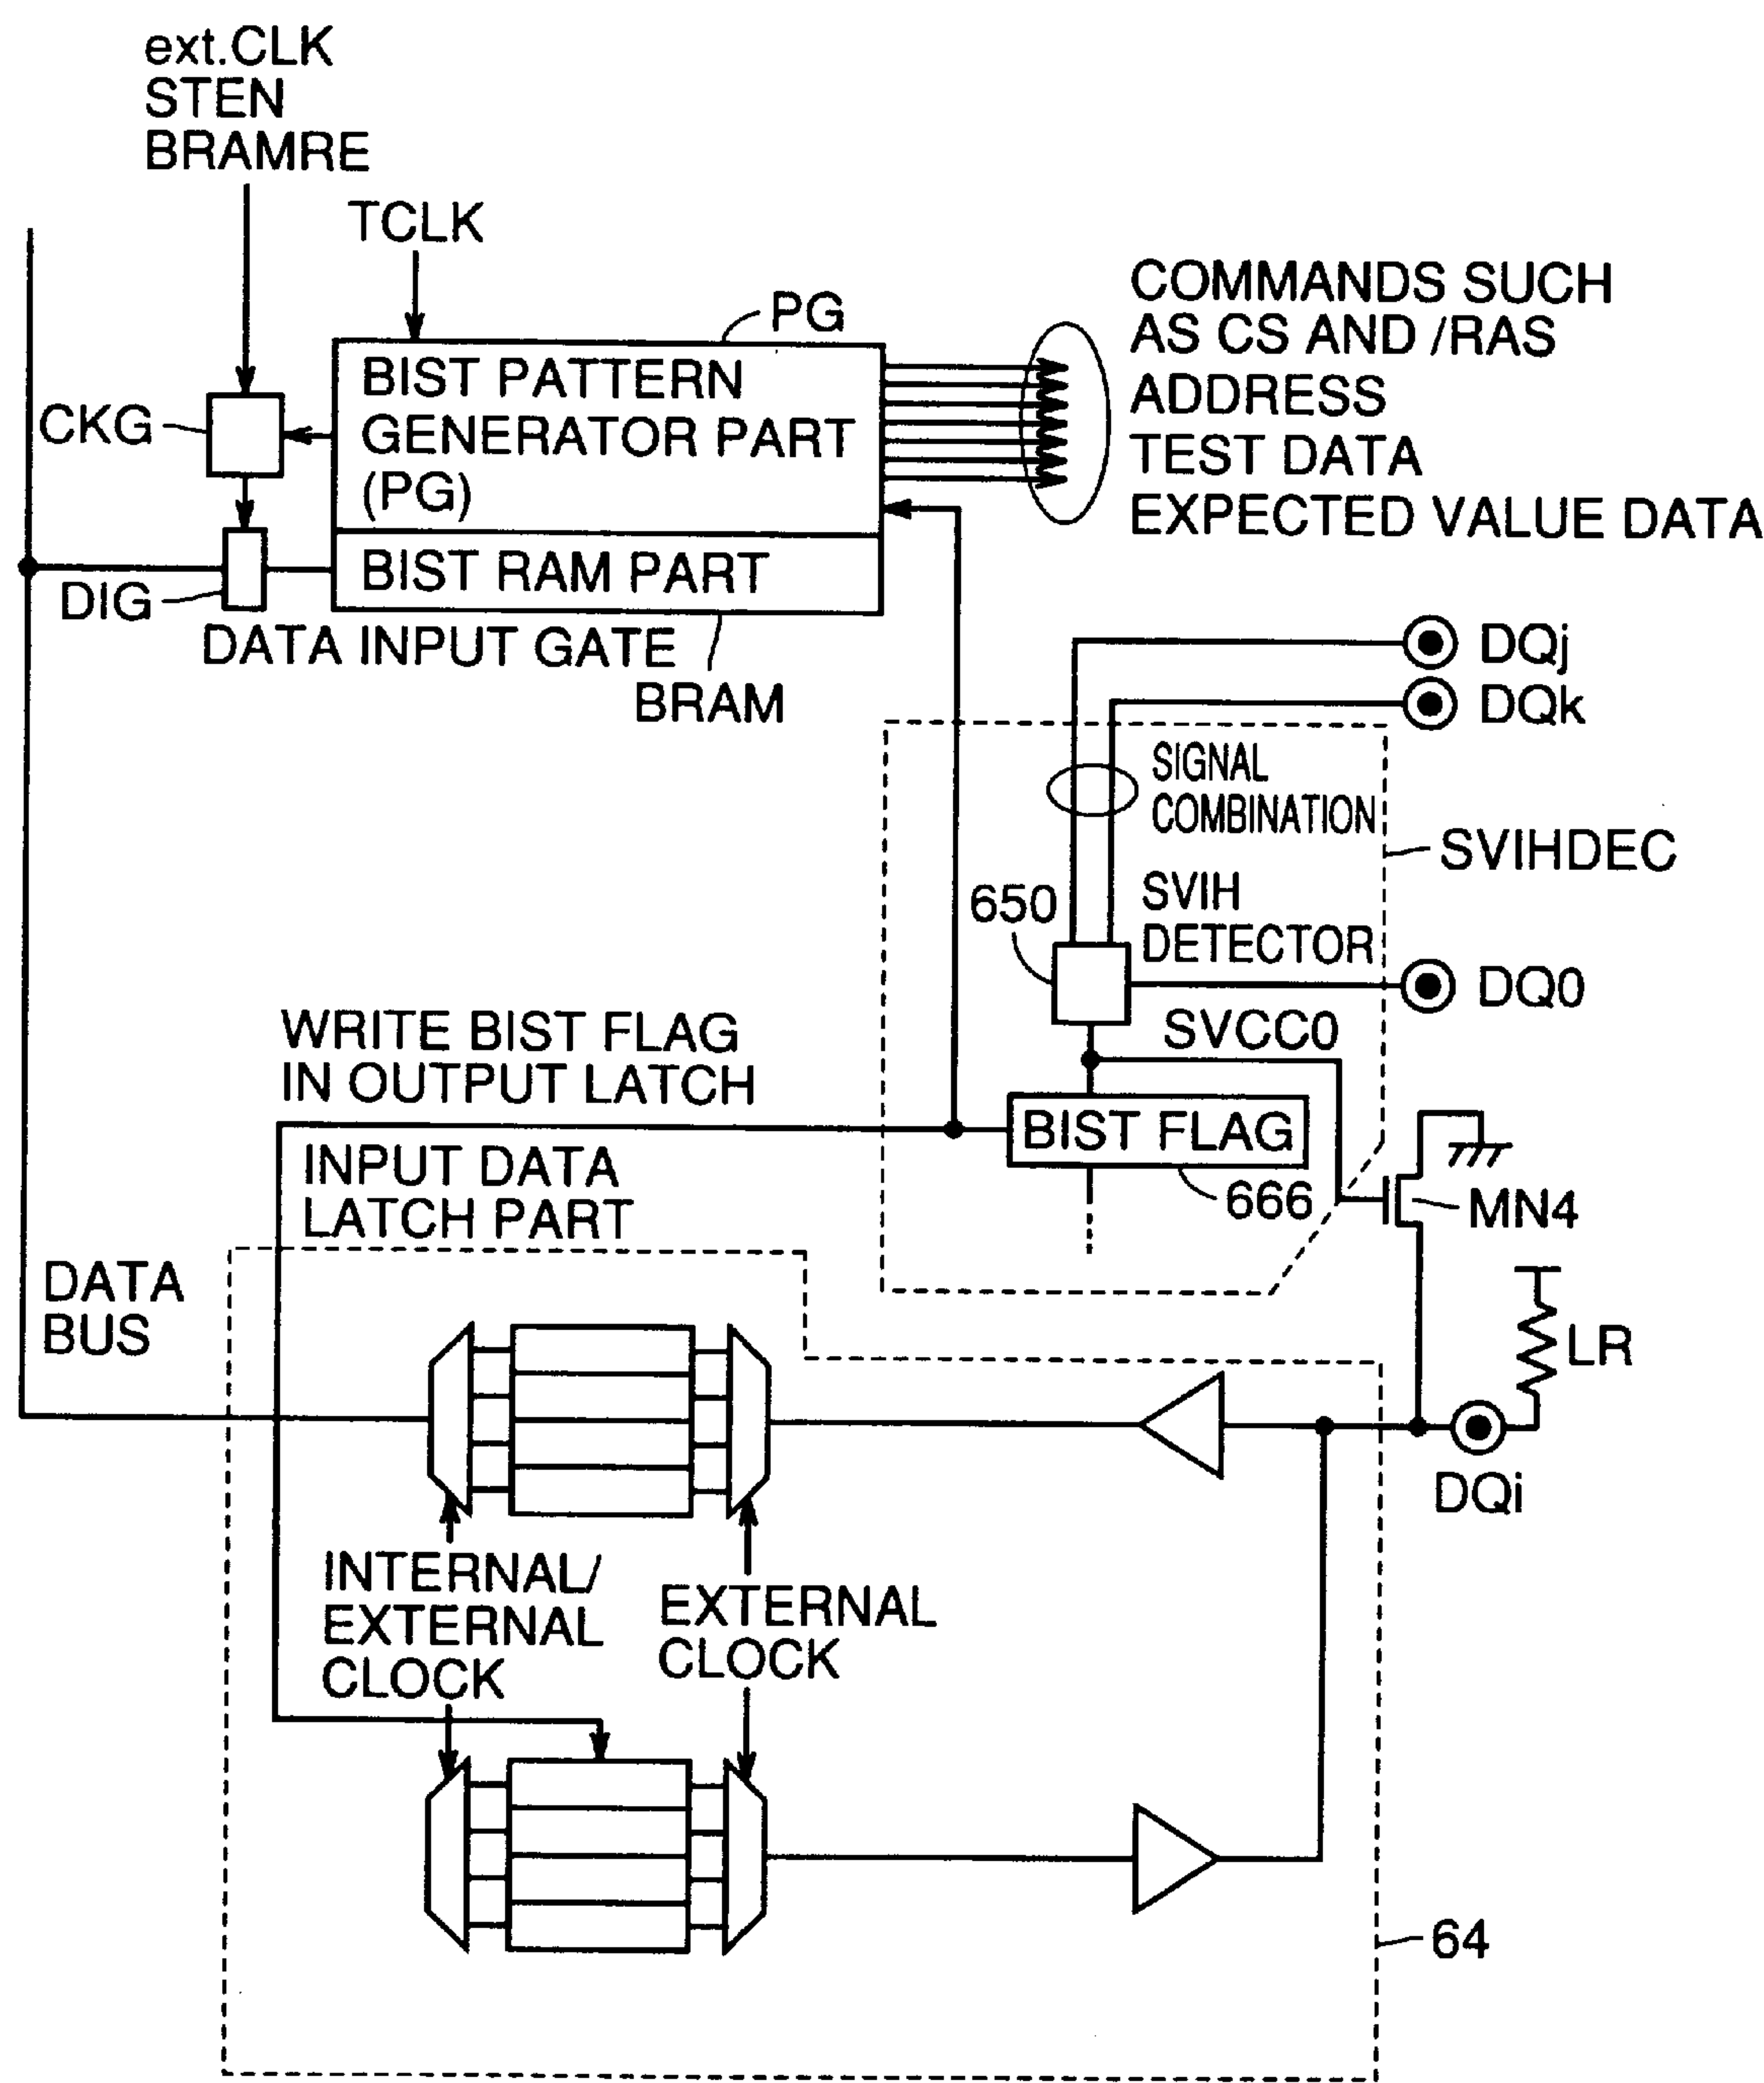 ext.CLK
STEN
BRAMRE
TCLK
PG
COMMANDS SUCH
AS CS AND /RAS
ADDRESS
TEST DATA
EXPECTED VALUE DATA
BIST PATTERN
GENERATOR PART
(PG)
CKG
BIST RAM PART
DIG
DATA INPUT GATE
BRAM
DQj
DQk
SIGNAL
COMBINATION
SVIHDEC
650
SVIH
DETECTOR
DQ0
SVCC0
WRITE BIST FLAG
IN OUTPUT LATCH
BIST FLAG
666
MN4
INPUT DATA
LATCH PART
DATA
BUS
LR
DQi
INTERNAL/
EXTERNAL
CLOCK
EXTERNAL
CLOCK
64